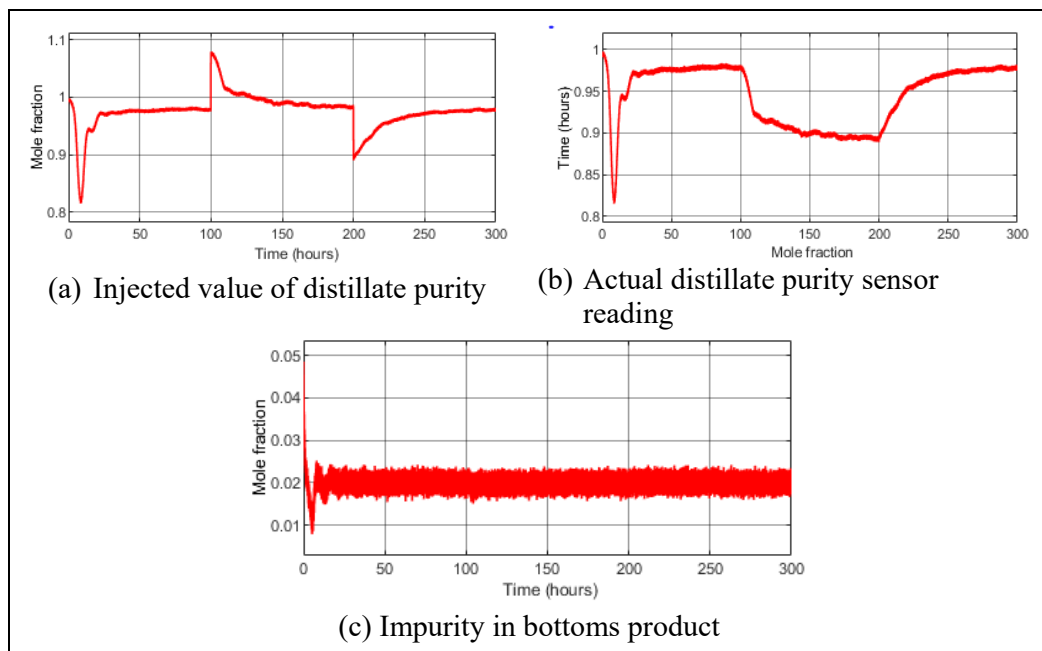 1.1
1
0.9
0.8
Mole fraction
0 50 100 150 200 250 300
Time (hours)
(a) Injected value of distillate purity
1
0.95
0.9
0.85
0.8
Time (hours)
0 50 100 150 200 250 300
Mole fraction
(b) Actual distillate purity sensor
reading
0.05
0.04
0.03
0.02
0.01
Mole fraction
0 50 100 150 200 250 300
Time (hours)
(c) Impurity in bottoms product